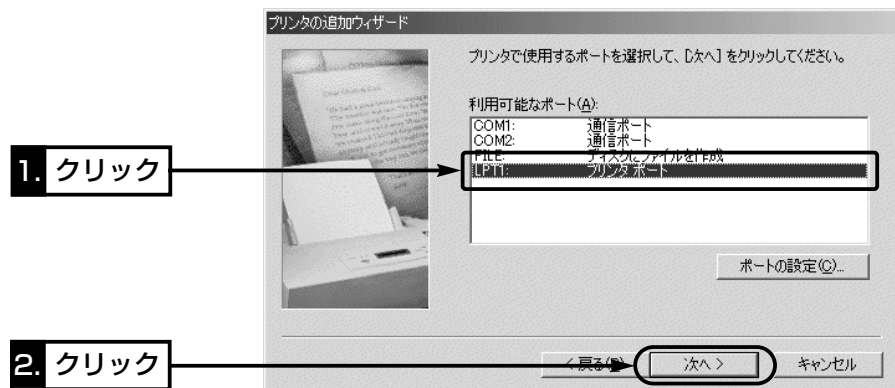 プリンタの追加ウィザード
プリンタで使用するポートを選択して、[次へ] をクリックしてください。
利用可能なポート(A):
COM1: 通信ポート
COM2: 通信ポート
FILE: ディスクにファイルを作成
LPT1: プリンタ ポート
1. クリック
ポートの設定(C)...
2. クリック
< 戻る(B)
次へ >
キャンセル